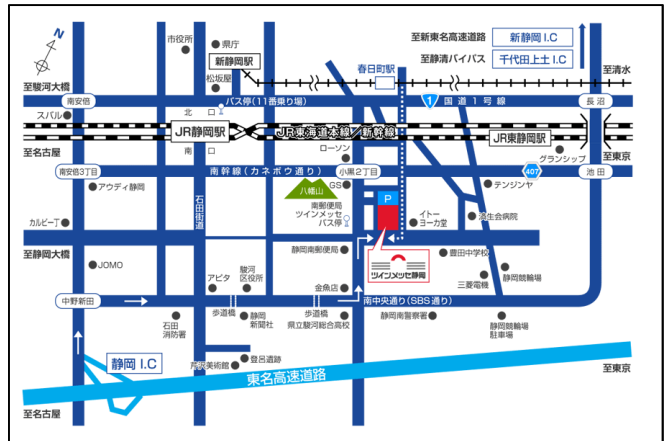 N
市役所
県庁
新静岡駅
松坂屋
至新東名高速道路
新静岡 I.C
至静清バイパス
千代田上土 I.C
春日町駅
至清水
至駿河大橋
南安倍
バス停(11番乗り場)
1
国道1号線
長沼
スバル
北口
JR静岡駅
JR東海道本線／新幹線
JR東静岡駅
至名古屋
南口
ローソン
グランシップ
至東京
南安倍3丁目
南幹線(カネボウ通り)
小黒2丁目
407
池田
アウディ静岡
石田街道
八幡山
GS
P
テンジンヤ
南郵便局
ツインメッセ
バス停
イトー
ヨーカ堂
済生会病院
カルビー丁
至静岡大橋
静岡南郵便局
豊田中学校
ツインメッセ静岡
JOMO
アピタ
駿河
区役所
金魚店
三菱電機
静岡競輪場
中野新田
南中央通り(SBS通り)
石田
消防署
歩道橋
静岡
新聞社
歩道橋
県立駿河総合高校
静岡南警察署
静岡競輪場
駐車場
静岡 I.C
芹沢美術館
登呂遺跡
東名高速道路
至東京
至名古屋